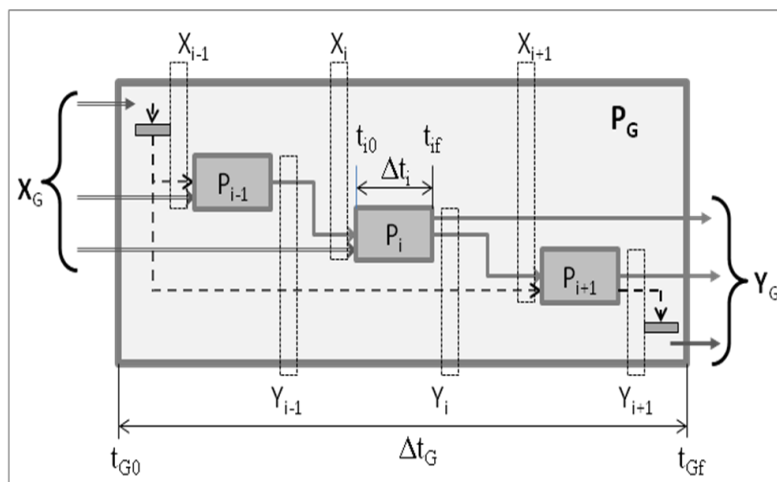 X_{i-1} X_i X_{i+1}
P_G
t_{i0} t_{if}
Δt_i
X_G
P_{i-1}
P_i
P_{i+1}
Y_G
Y_{i-1} Y_i Y_{i+1}
t_{G0} Δt_G t_{Gf}